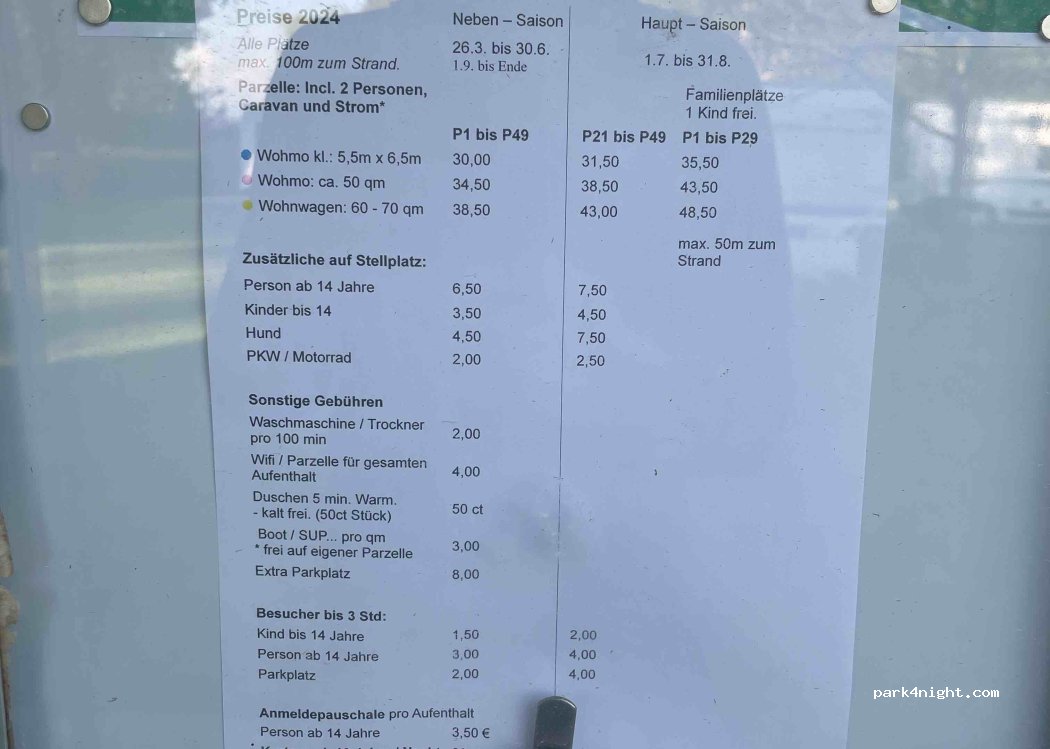 Preise 2024 Neben – Saison Haupt – Saison
Alle Plätze 26.3. bis 30.6.
max. 100m zum Strand. 1.9. bis Ende 1.7. bis 31.8.
Parzelle: Incl. 2 Personen, Familienplätze
Caravan und Strom* 1 Kind frei.
P1 bis P49 P21 bis P49 P1 bis P29
Wohmo kl.: 5,5m x 6,5m 30,00 31,50 35,50
Wohmo: ca. 50 qm 34,50 38,50 43,50
Wohnwagen: 60 - 70 qm 38,50 43,00 48,50
max. 50m zum
Strand
Zusätzliche auf Stellplatz:
Person ab 14 Jahre 6,50 7,50
Kinder bis 14 3,50 4,50
Hund 4,50 7,50
PKW / Motorrad 2,00 2,50
Sonstige Gebühren
Waschmaschine / Trockner
pro 100 min 2,00
Wifi / Parzelle für gesamten
Aufenthalt 4,00
Duschen 5 min. Warm.
- kalt frei. (50ct Stück) 50 ct
Boot / SUP... pro qm
* frei auf eigener Parzelle 3,00
Extra Parkplatz 8,00
Besucher bis 3 Std:
Kind bis 14 Jahre 1,50 2,00
Person ab 14 Jahre 3,00 4,00
Parkplatz 2,00 4,00
Anmeldepauschale pro Aufenthalt
Person ab 14 Jahre 3,50 €
park4night.com